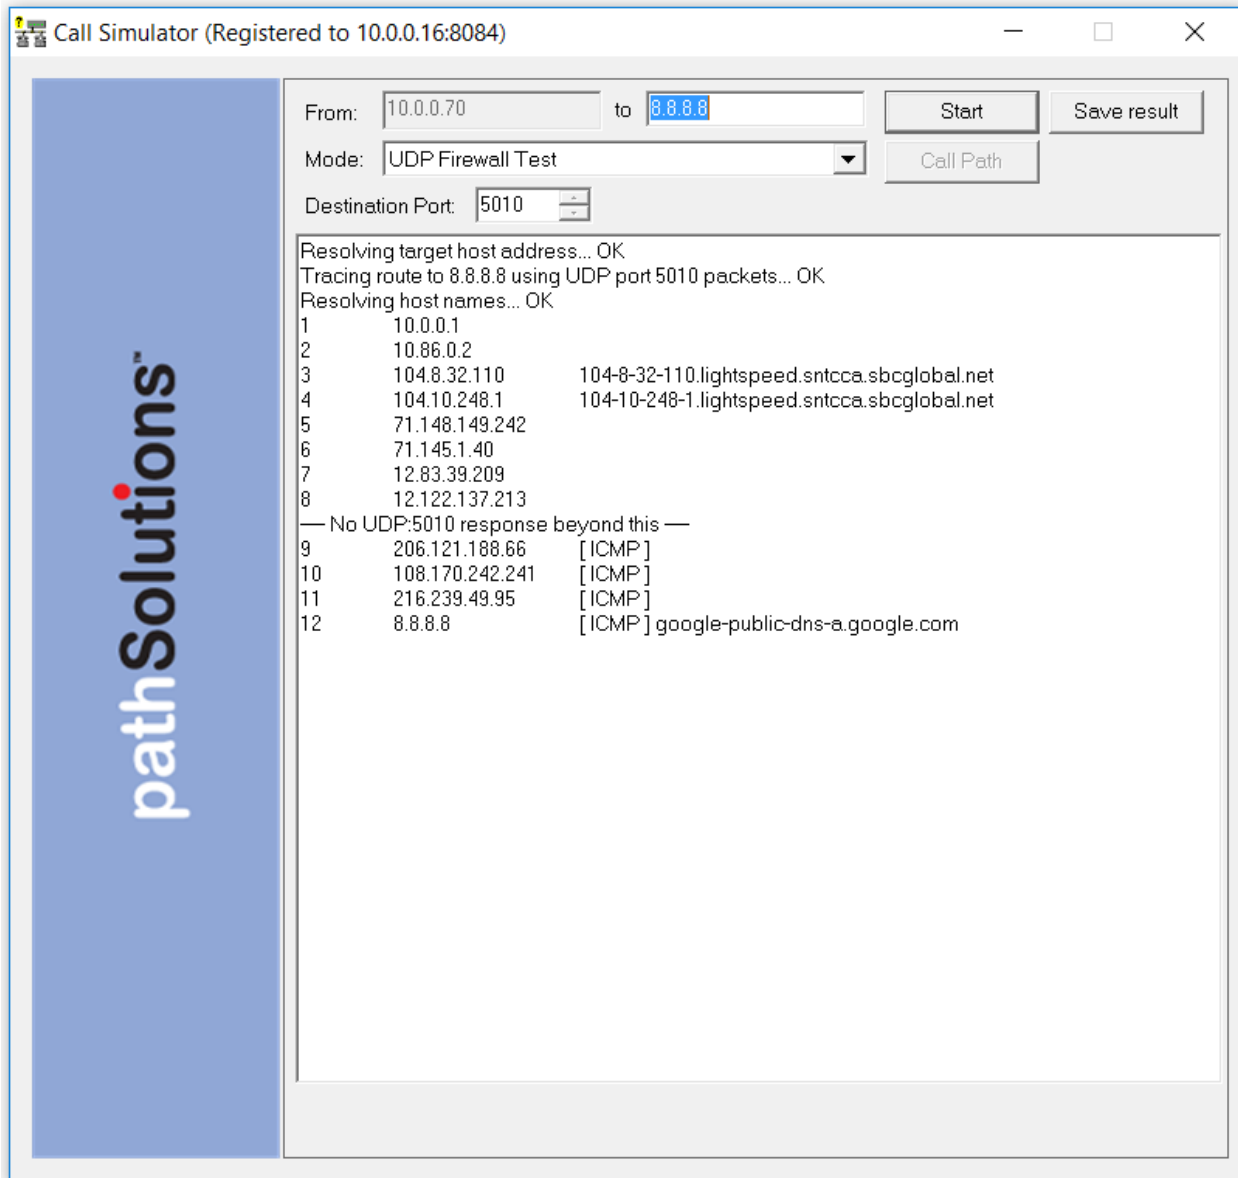 Call Simulator (Registered to 10.0.0.16:8084)
From: 10.0.0.70 to 8.8.8.8 Start Save result
Mode: UDP Firewall Test Call Path
Destination Port: 5010
Resolving target host address... OK
Tracing route to 8.8.8.8 using UDP port 5010 packets... OK
Resolving host names... OK
1 10.0.0.1
2 10.86.0.2
3 104.8.32.110 104-8-32-110.lightspeed.sntcca.sbcglobal.net
4 104.10.248.1 104-10-248-1.lightspeed.sntcca.sbcglobal.net
5 71.148.149.242
6 71.145.1.40
7 12.83.39.209
8 12.122.137.213
── No UDP:5010 response beyond this ──
9 206.121.188.66 [ ICMP ]
10 108.170.242.241 [ ICMP ]
11 216.239.49.95 [ ICMP ]
12 8.8.8.8 [ ICMP ] google-public-dns-a.google.com
pathSolutions™